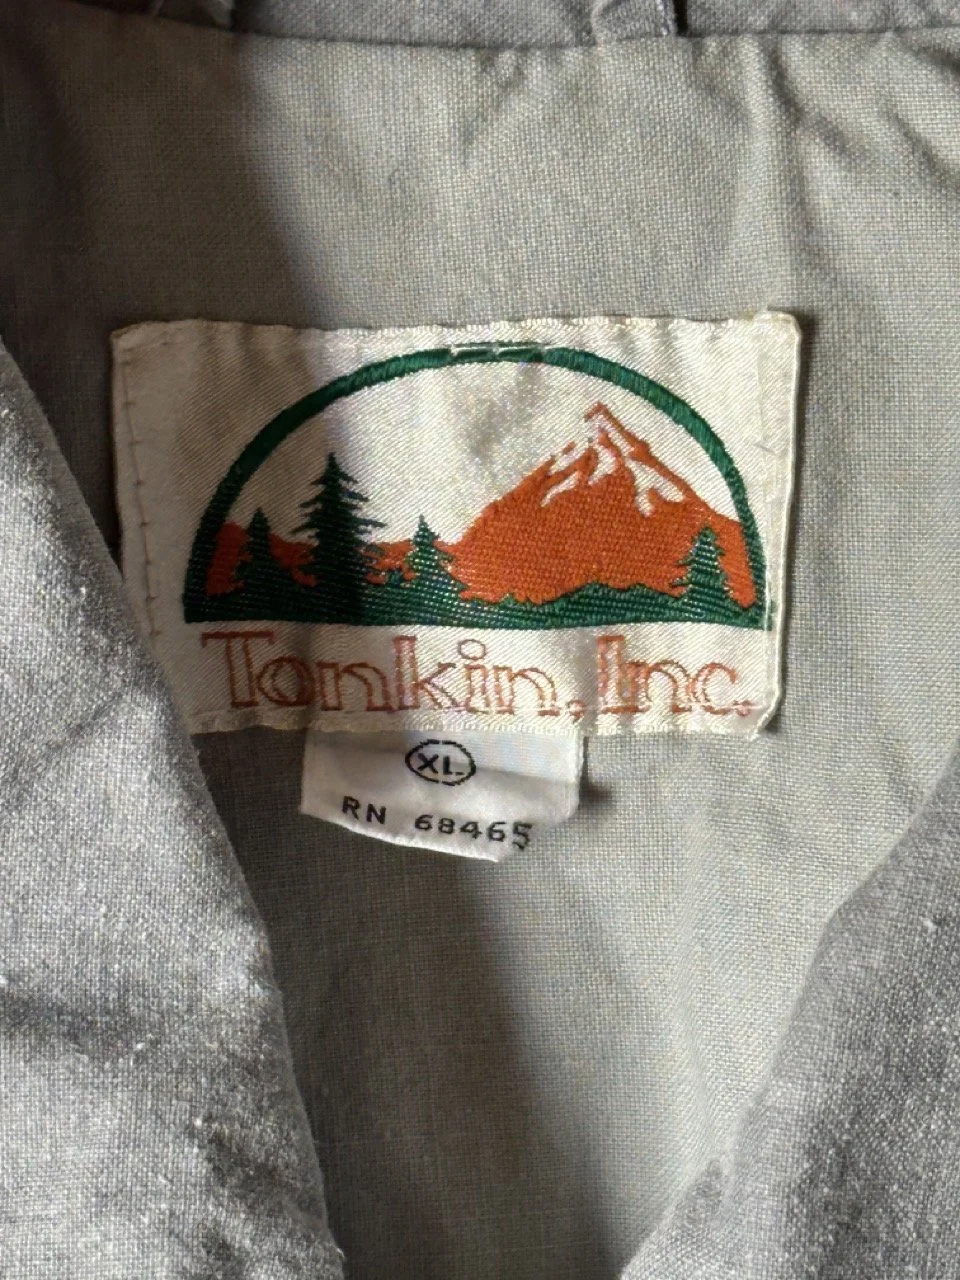 Tonkin, Inc.
XL
RN 68465